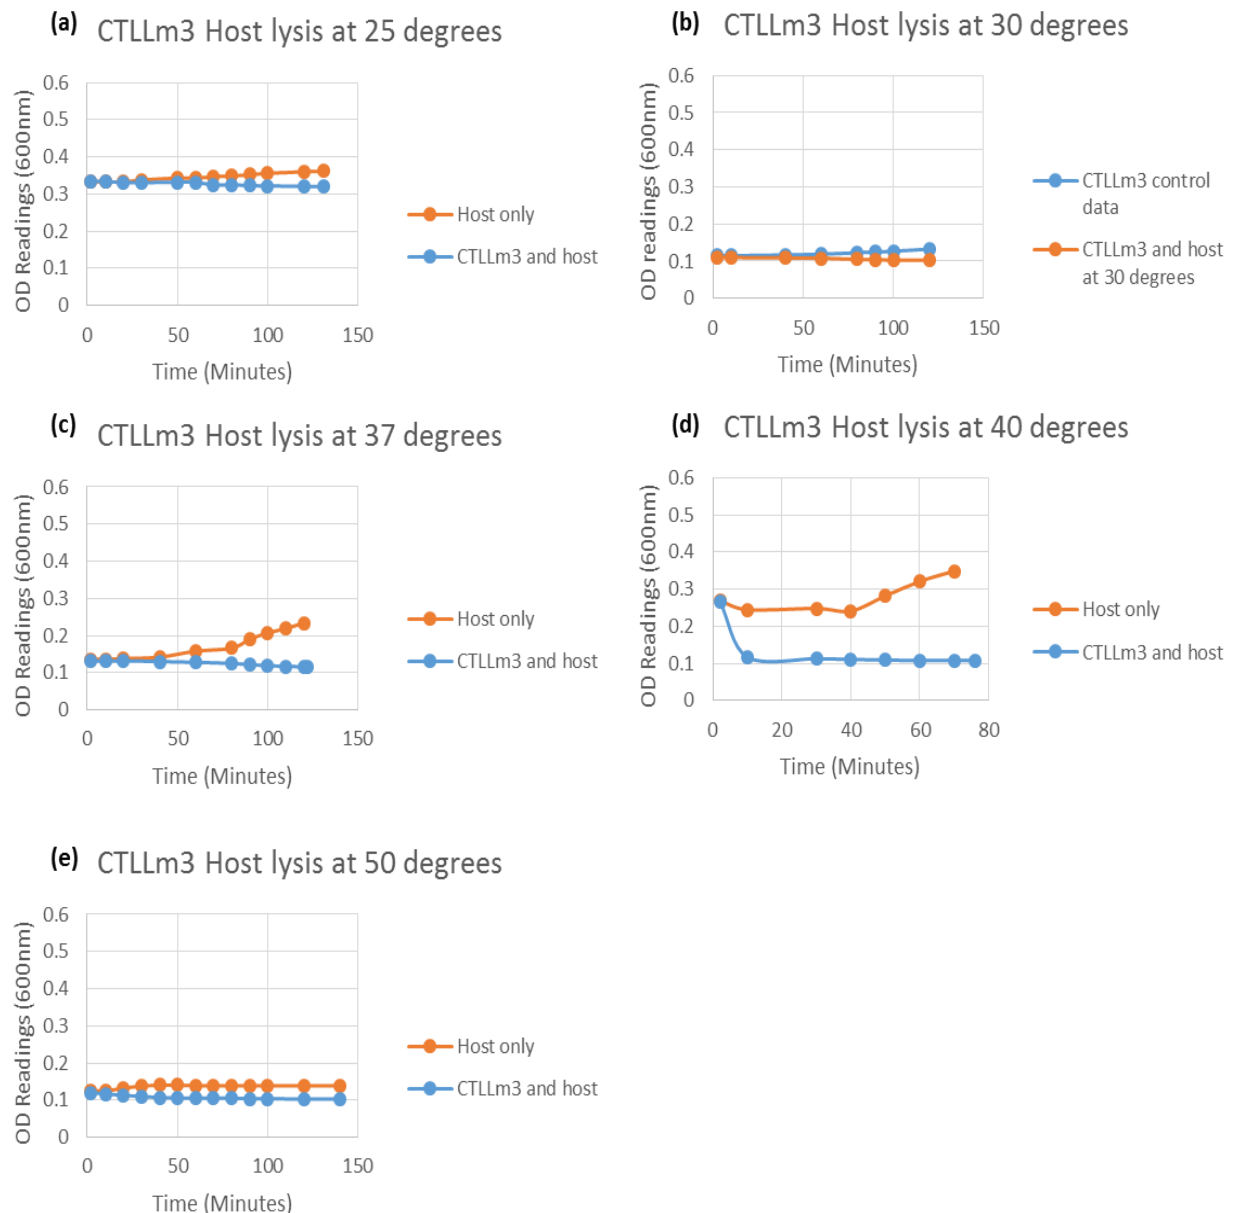 (a) CTLLm3 Host lysis at 25 degrees
OD Readings (600nm)
0.6
0.5
0.4
0.3
0.2
0.1
0
0 50 100 150
Time (Minutes)
Host only
CTLLm3 and host
(b) CTLLm3 Host lysis at 30 degrees
OD readings (600nm)
0.6
0.5
0.4
0.3
0.2
0.1
0
0 50 100 150
Time (Minutes)
CTLLm3 control
data
CTLLm3 and host
at 30 degrees
(c) CTLLm3 Host lysis at 37 degrees
OD Readings (600nm)
0.6
0.5
0.4
0.3
0.2
0.1
0
0 50 100 150
Time (Minutes)
Host only
CTLLm3 and host
(d) CTLLm3 Host lysis at 40 degrees
OD Readings (600nm)
0.6
0.5
0.4
0.3
0.2
0.1
0
0 20 40 60 80
Time (Minutes)
Host only
CTLLm3 and host
(e) CTLLm3 Host lysis at 50 degrees
OD Readings (600nm)
0.6
0.5
0.4
0.3
0.2
0.1
0
0 50 100 150
Time (Minutes)
Host only
CTLLm3 and host